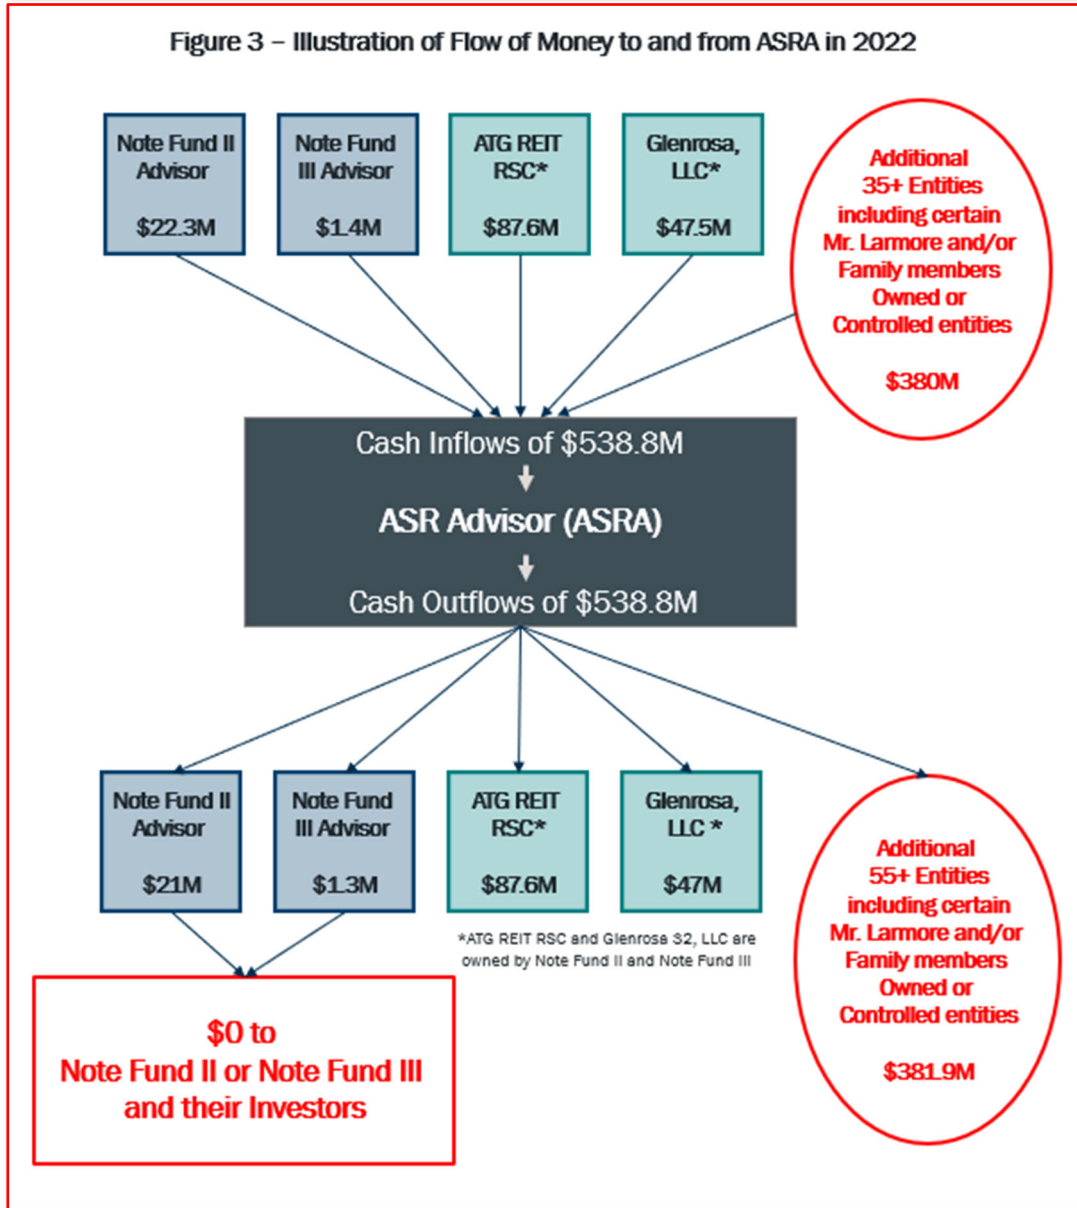 Figure 3 – Illustration of Flow of Money to and from ASRA in 2022
Note Fund II
Advisor
$22.3M
Note Fund
III Advisor
$1.4M
ATG REIT
RSC*
$87.6M
Glenrosa,
LLC*
$47.5M
Additional
35+ Entities
including certain
Mr. Larmore and/or
Family members
Owned or
Controlled entities
$380M
Cash Inflows of $538.8M
ASR Advisor (ASRA)
Cash Outflows of $538.8M
Note Fund II
Advisor
$21M
Note Fund
III Advisor
$1.3M
ATG REIT
RSC*
$87.6M
Glenrosa,
LLC *
$47M
Additional
55+ Entities
including certain
Mr. Larmore and/or
Family members
Owned or
Controlled entities
$381.9M
*ATG REIT RSC and Glenrosa 32, LLC are
owned by Note Fund II and Note Fund III
$0 to
Note Fund II or Note Fund III
and their Investors